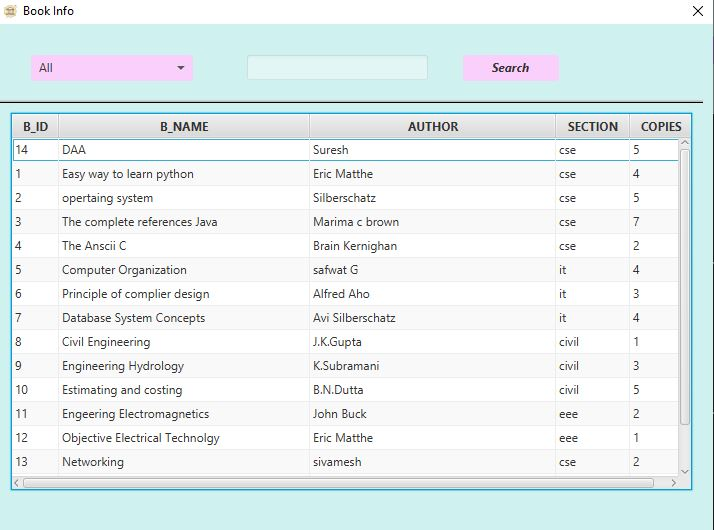 Book Info
All Search
B_ID B_NAME AUTHOR SECTION COPIES
14 DAA Suresh cse 5
1 Easy way to learn python Eric Matthe cse 4
2 opertaing system Silberschatz cse 5
3 The complete references Java Marima c brown cse 7
4 The Anscii C Brain Kernighan cse 2
5 Computer Organization safwat G it 4
6 Principle of complier design Alfred Aho it 3
7 Database System Concepts Avi Silberschatz it 4
8 Civil Engineering J.K.Gupta civil 1
9 Engineering Hydrology K.Subramani civil 3
10 Estimating and costing B.N.Dutta civil 5
11 Engeering Electromagnetics John Buck eee 2
12 Objective Electrical Technolgy Eric Matthe eee 1
13 Networking sivamesh cse 2